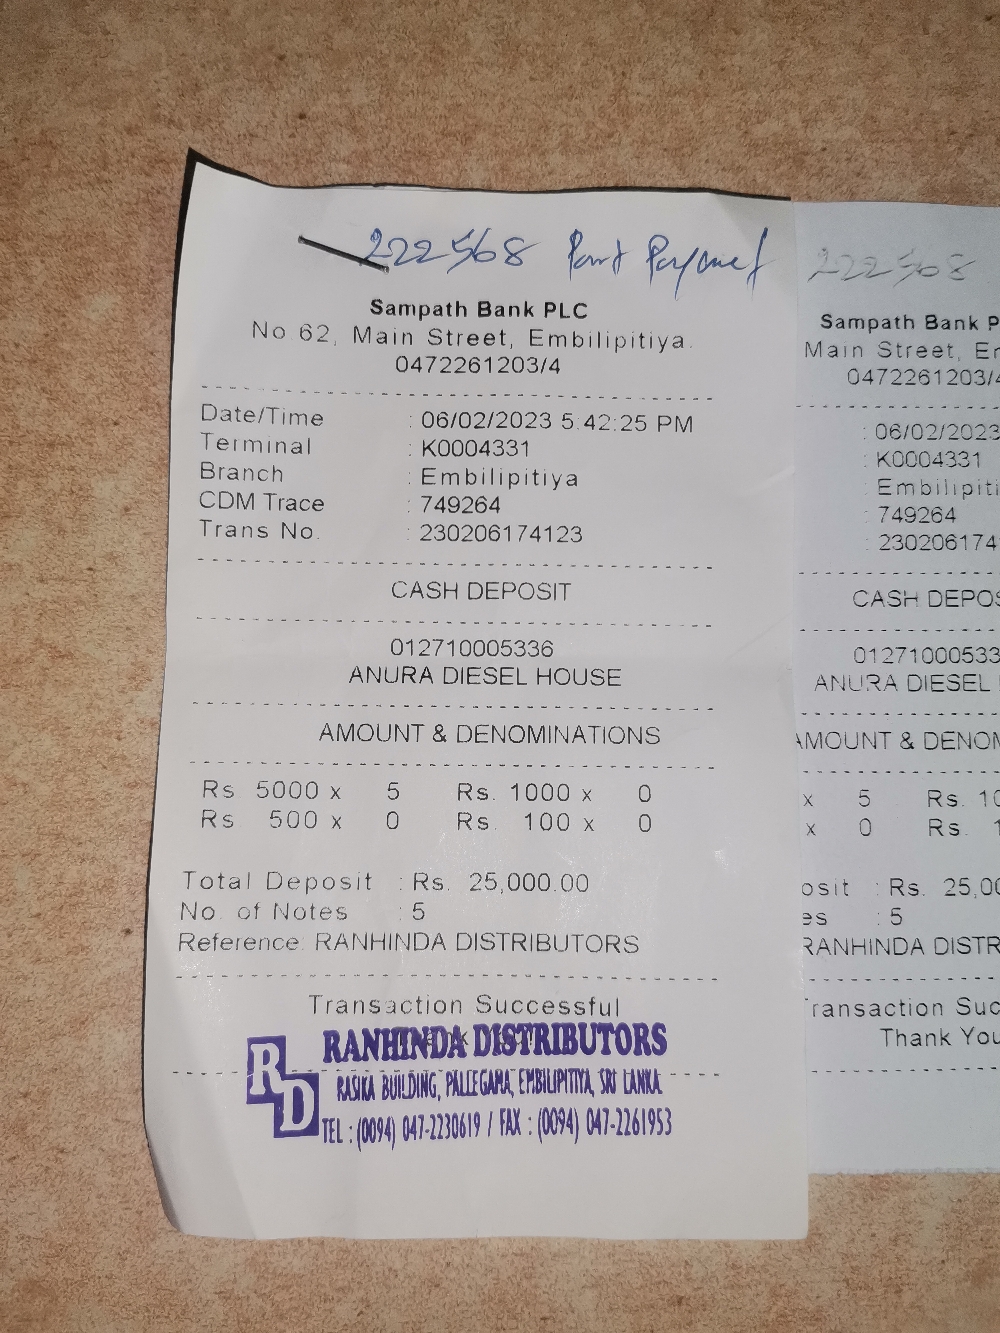 222568 Part Payment
Sampath Bank PLC
No 62, Main Street, Embilipitiya.
0472261203/4
Date/Time : 06/02/2023 5:42:25 PM
Terminal : K0004331
Branch : Embilipitiya
CDM Trace : 749264
Trans No. : 230206174123
CASH DEPOSIT
012710005336
ANURA DIESEL HOUSE
AMOUNT & DENOMINATIONS
Rs 5000 x 5 Rs. 1000 x 0
Rs. 500 x 0 Rs. 100 x 0
Total Deposit : Rs. 25,000.00
No. of Notes : 5
Reference: RANHINDA DISTRIBUTORS
Transaction Successful
RD
RANHINDA DISTRIBUTORS
RASIKA BUILDING, PALLEGAMA, EMBILIPITIYA, SRI LANKA
TEL : (0094) 047-2230619 / FAX : (0094) 047-2261953
222568
Sampath Bank P
Main Street, Em
0472261203/4
: 06/02/2023
: K0004331
: Embilipiti
: 749264
: 230206174
CASH DEPOS
01271000533
ANURA DIESEL
AMOUNT & DENOM
x 5 Rs. 10
x 0 Rs. 1
osit : Rs. 25,00
es : 5
RANHINDA DISTR
Transaction Suc
Thank You